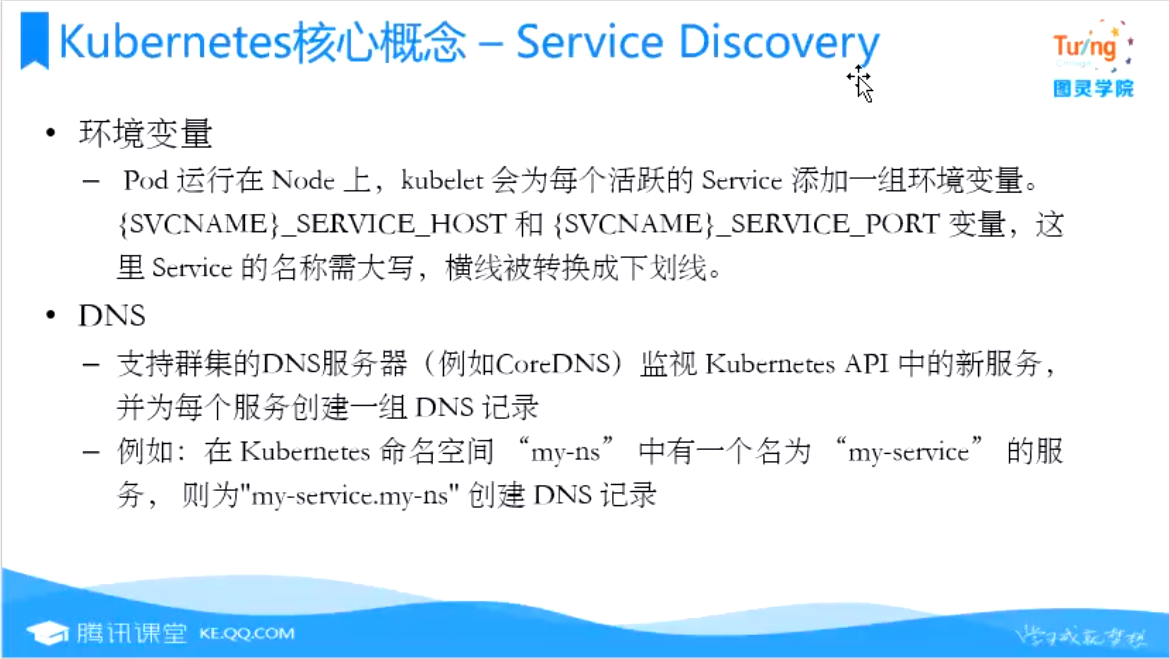 Kubernetes核心概念 – Service Discovery
Turing
图灵学院
• 环境变量
– Pod 运行在 Node 上，kubelet 会为每个活跃的 Service 添加一组环境变量。
{SVCNAME}_SERVICE_HOST 和 {SVCNAME}_SERVICE_PORT 变量，这
里 Service 的名称需大写，横线被转换成下划线。
• DNS
– 支持群集的DNS服务器（例如CoreDNS）监视 Kubernetes API 中的新服务，
并为每个服务创建一组 DNS 记录
– 例如：在 Kubernetes 命名空间 “my-ns” 中有一个名为 “my-service” 的服
务， 则为"my-service.my-ns" 创建 DNS 记录
腾讯课堂 KE.QQ.COM
学习成就梦想